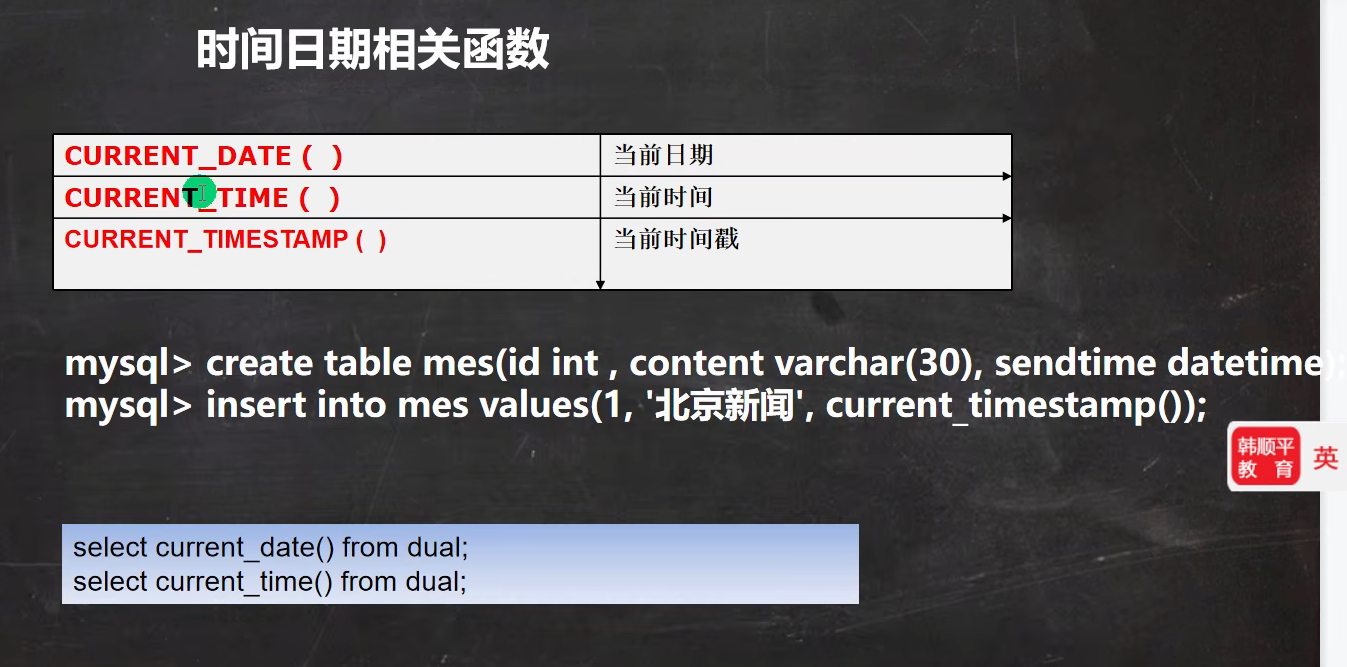 时间日期相关函数
CURRENT_DATE ( ) 当前日期
CURRENT_TIME ( ) 当前时间
CURRENT_TIMESTAMP ( ) 当前时间戳
mysql> create table mes(id int , content varchar(30), sendtime datetime);
mysql> insert into mes values(1, '北京新闻', current_timestamp());
韩顺平
教 育
英
select current_date() from dual;
select current_time() from dual;